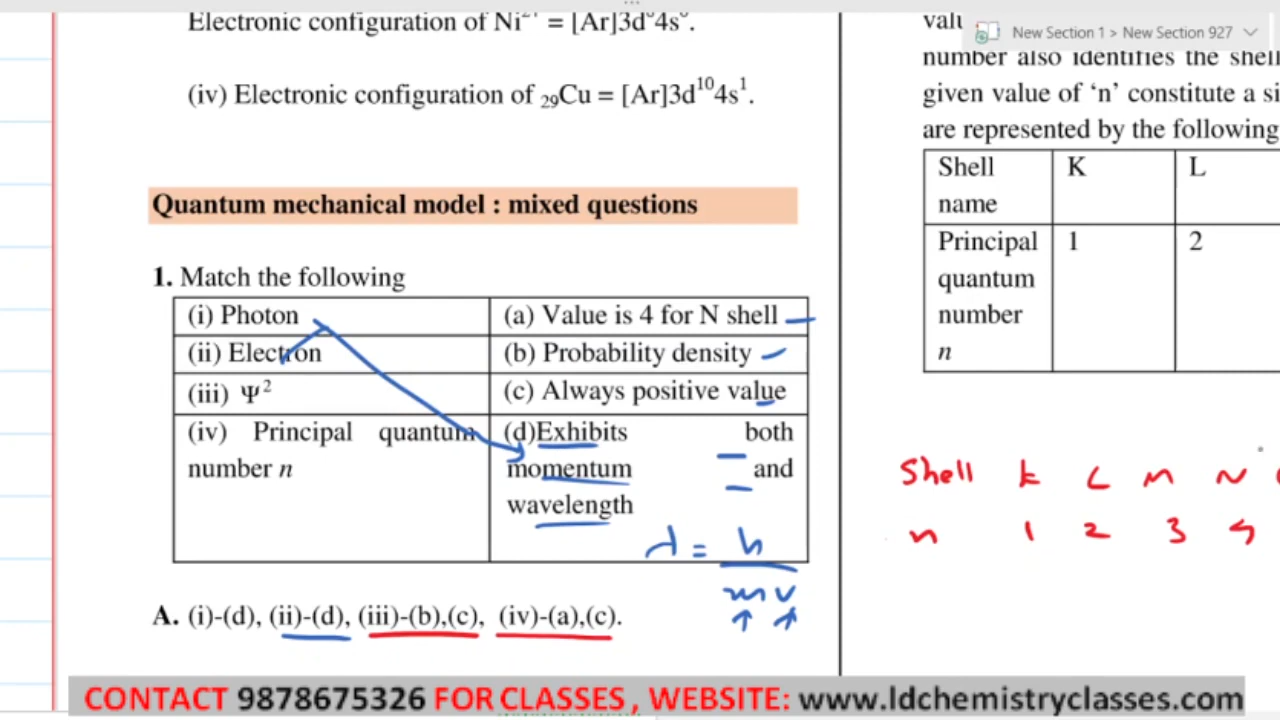 Electronic configuration of Ni²⁺ = [Ar]3d⁸4s⁰.
(iv) Electronic configuration of ₂₉Cu = [Ar]3d¹⁰4s¹.
Quantum mechanical model : mixed questions
1. Match the following
(i) Photon (a) Value is 4 for N shell
(ii) Electron (b) Probability density
(iii) Ψ² (c) Always positive value
(iv) Principal quantum (d)Exhibits both
number n momentum and
wavelength
λ = h
mv
A. (i)-(d), (ii)-(d), (iii)-(b),(c), (iv)-(a),(c).
New Section 1 > New Section 927
number also identifies the shell
given value of ‘n’ constitute a si
are represented by the following
Shell K L
name
Principal 1 2
quantum
number
n
Shell K L M N
n 1 2 3 4
CONTACT 9878675326 FOR CLASSES , WEBSITE: www.ldchemistryclasses.com